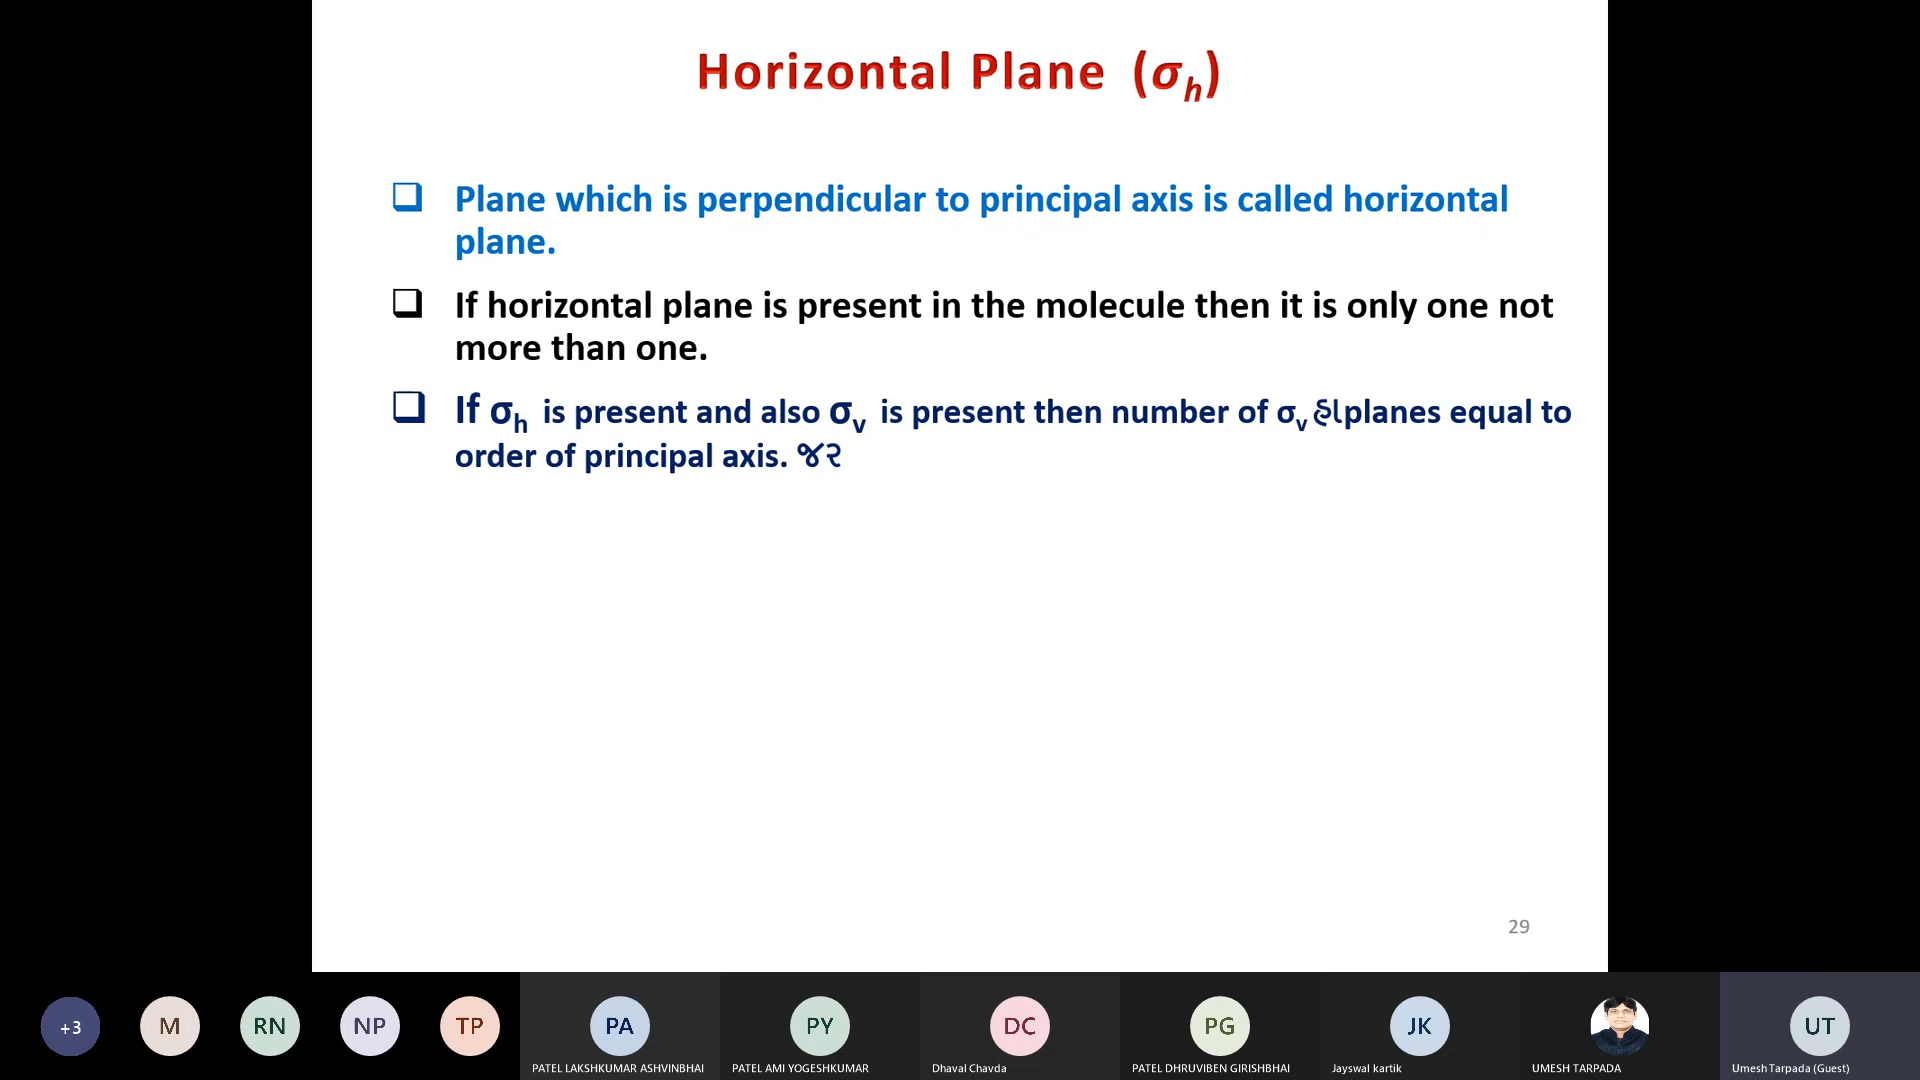 Horizontal Plane (σh)
❑ Plane which is perpendicular to principal axis is called horizontal
plane.
❑ If horizontal plane is present in the molecule then it is only one not
more than one.
❑ If σh is present and also σv is present then number of σv હાplanes equal to
order of principal axis. જર
29
+3 M RN NP TP PA PY DC PG JK UT
PATEL LAKSHKUMAR ASHVINBHAI PATEL AMI YOGESHKUMAR Dhaval Chavda PATEL DHRUVIBEN GIRISHBHAI Jayswal kartik UMESH TARPADA Umesh Tarpada (Guest)